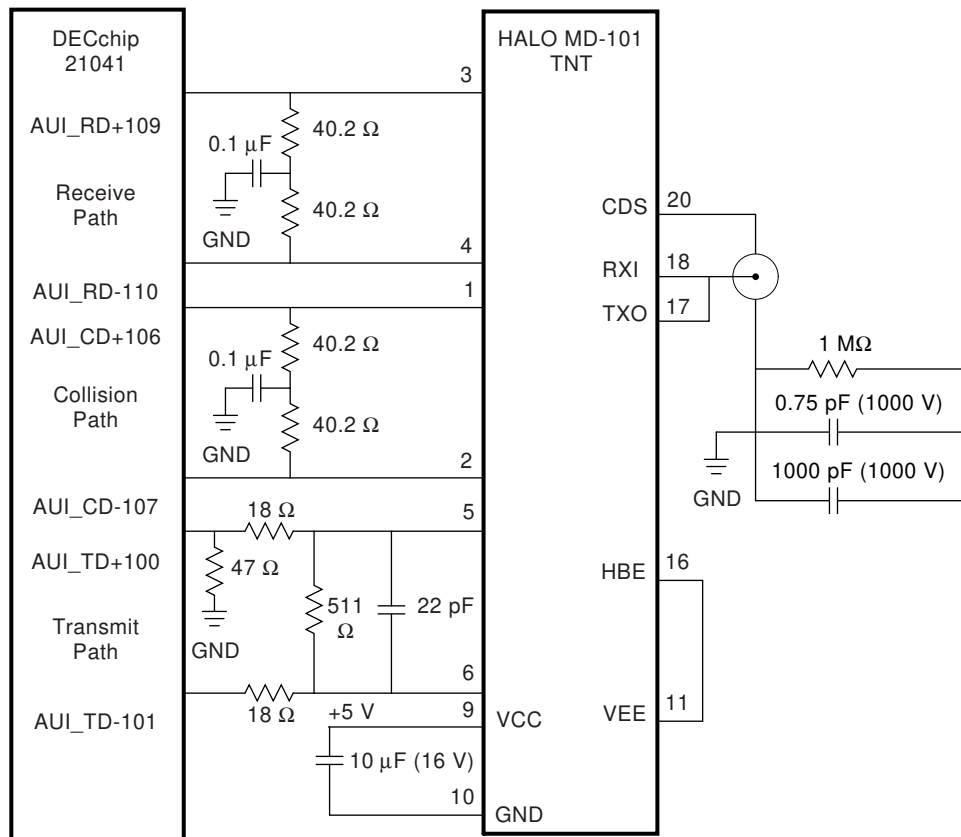 DECchip
21041
AUI_RD+109
Receive
Path
AUI_RD-110
AUI_CD+106
Collision
Path
AUI_CD-107
AUI_TD+100
Transmit
Path
AUI_TD-101
3
40.2 Ω
0.1 μF
40.2 Ω
GND
4
1
40.2 Ω
0.1 μF
40.2 Ω
GND
2
18 Ω
5
47 Ω
511
Ω
22 pF
GND
6
18 Ω
+5 V
9
10 μF (16 V)
10
HALO MD-101
TNT
CDS
20
RXI
18
TXO
17
HBE
16
VEE
11
VCC
GND
1 MΩ
0.75 pF (1000 V)
1000 pF (1000 V)
GND